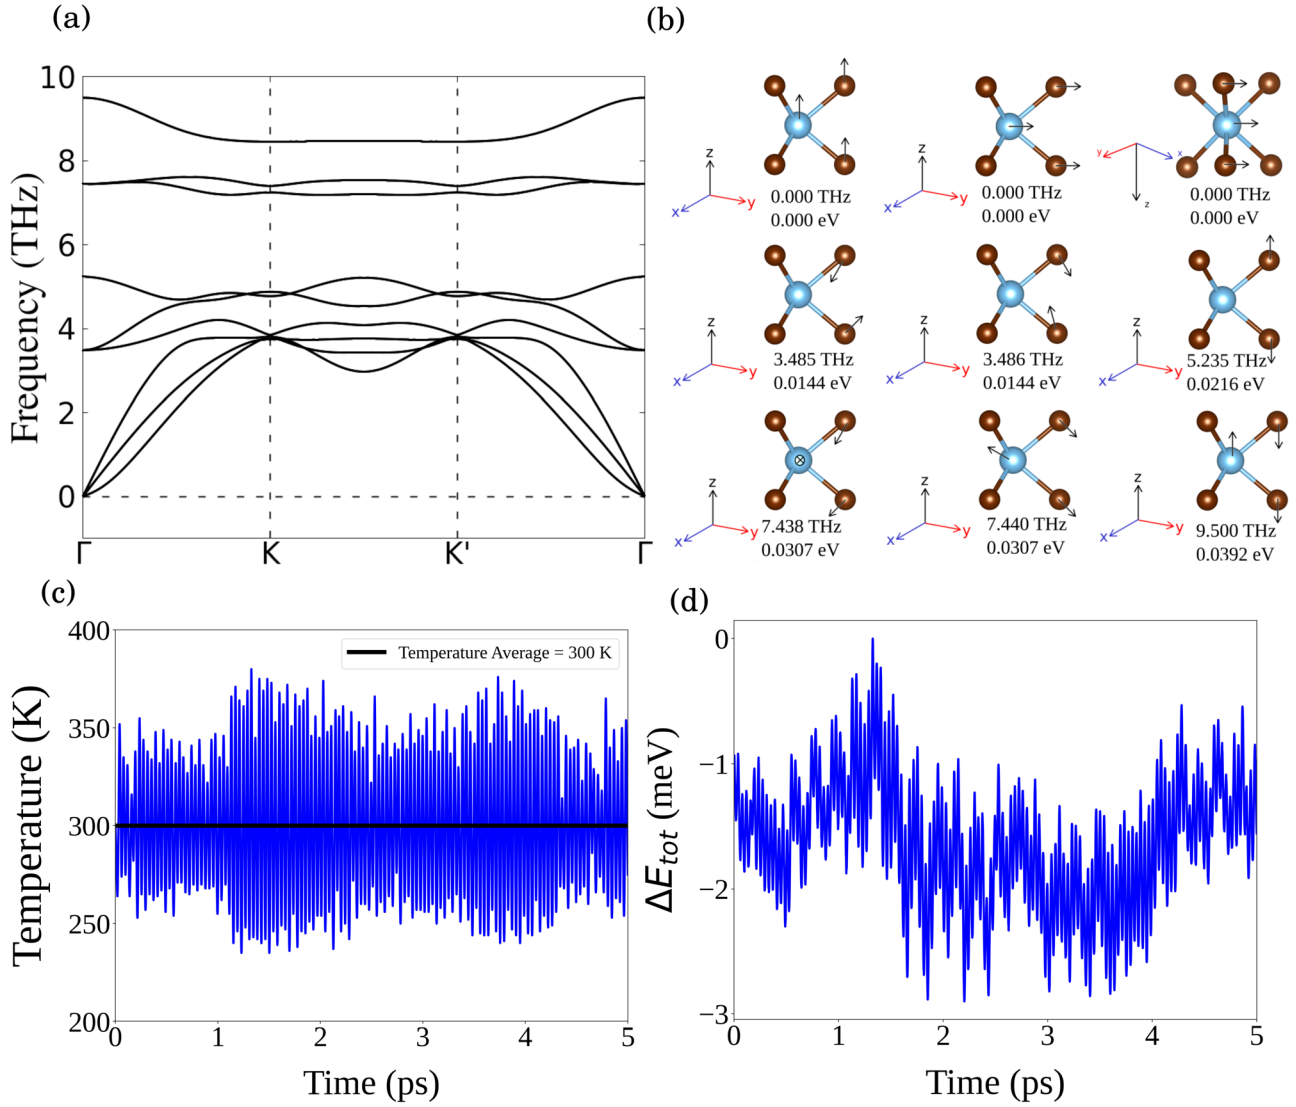 (a)
Frequency (THz)
10
8
6
4
2
0
Γ
K
K'
Γ
(b)
z
x
y
0.000 THz
0.000 eV
z
x
y
0.000 THz
0.000 eV
y
x
z
0.000 THz
0.000 eV
z
x
y
3.485 THz
0.0144 eV
z
x
y
3.486 THz
0.0144 eV
z
x
y
5.235 THz
0.0216 eV
z
x
y
7.438 THz
0.0307 eV
z
x
y
7.440 THz
0.0307 eV
z
x
y
9.500 THz
0.0392 eV
(c)
Temperature (K)
400
350
300
250
200
Temperature Average = 300 K
0
1
2
3
4
5
Time (ps)
(d)
ΔE_tot (meV)
0
−1
−2
−3
0
1
2
3
4
5
Time (ps)